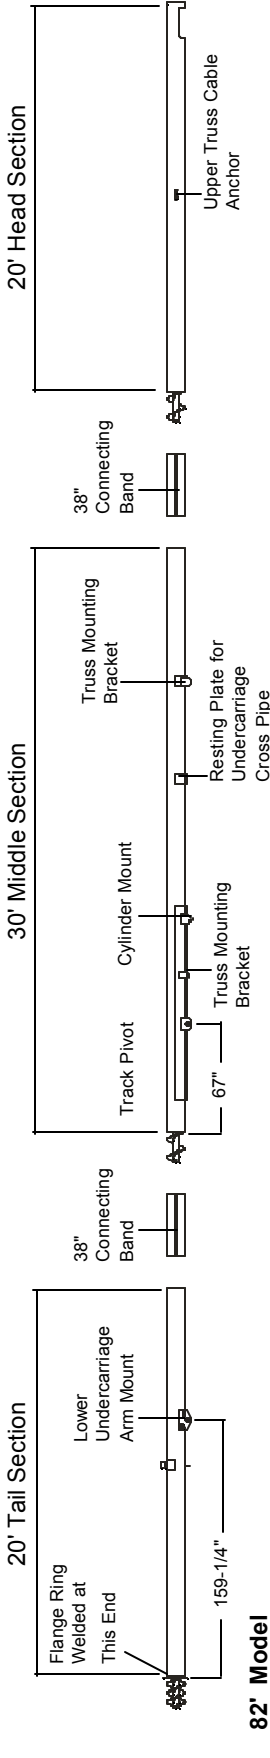 20' Tail Section
30' Middle Section
20' Head Section
Flange Ring
Welded at
This End
Lower
Undercarriage
Arm Mount
38"
Connecting
Band
Track Pivot
Cylinder Mount
Truss Mounting
Bracket
38"
Connecting
Band
159-1/4"
67"
Truss Mounting
Bracket
Resting Plate for
Undercarriage
Cross Pipe
Upper Truss Cable
Anchor
82' Model